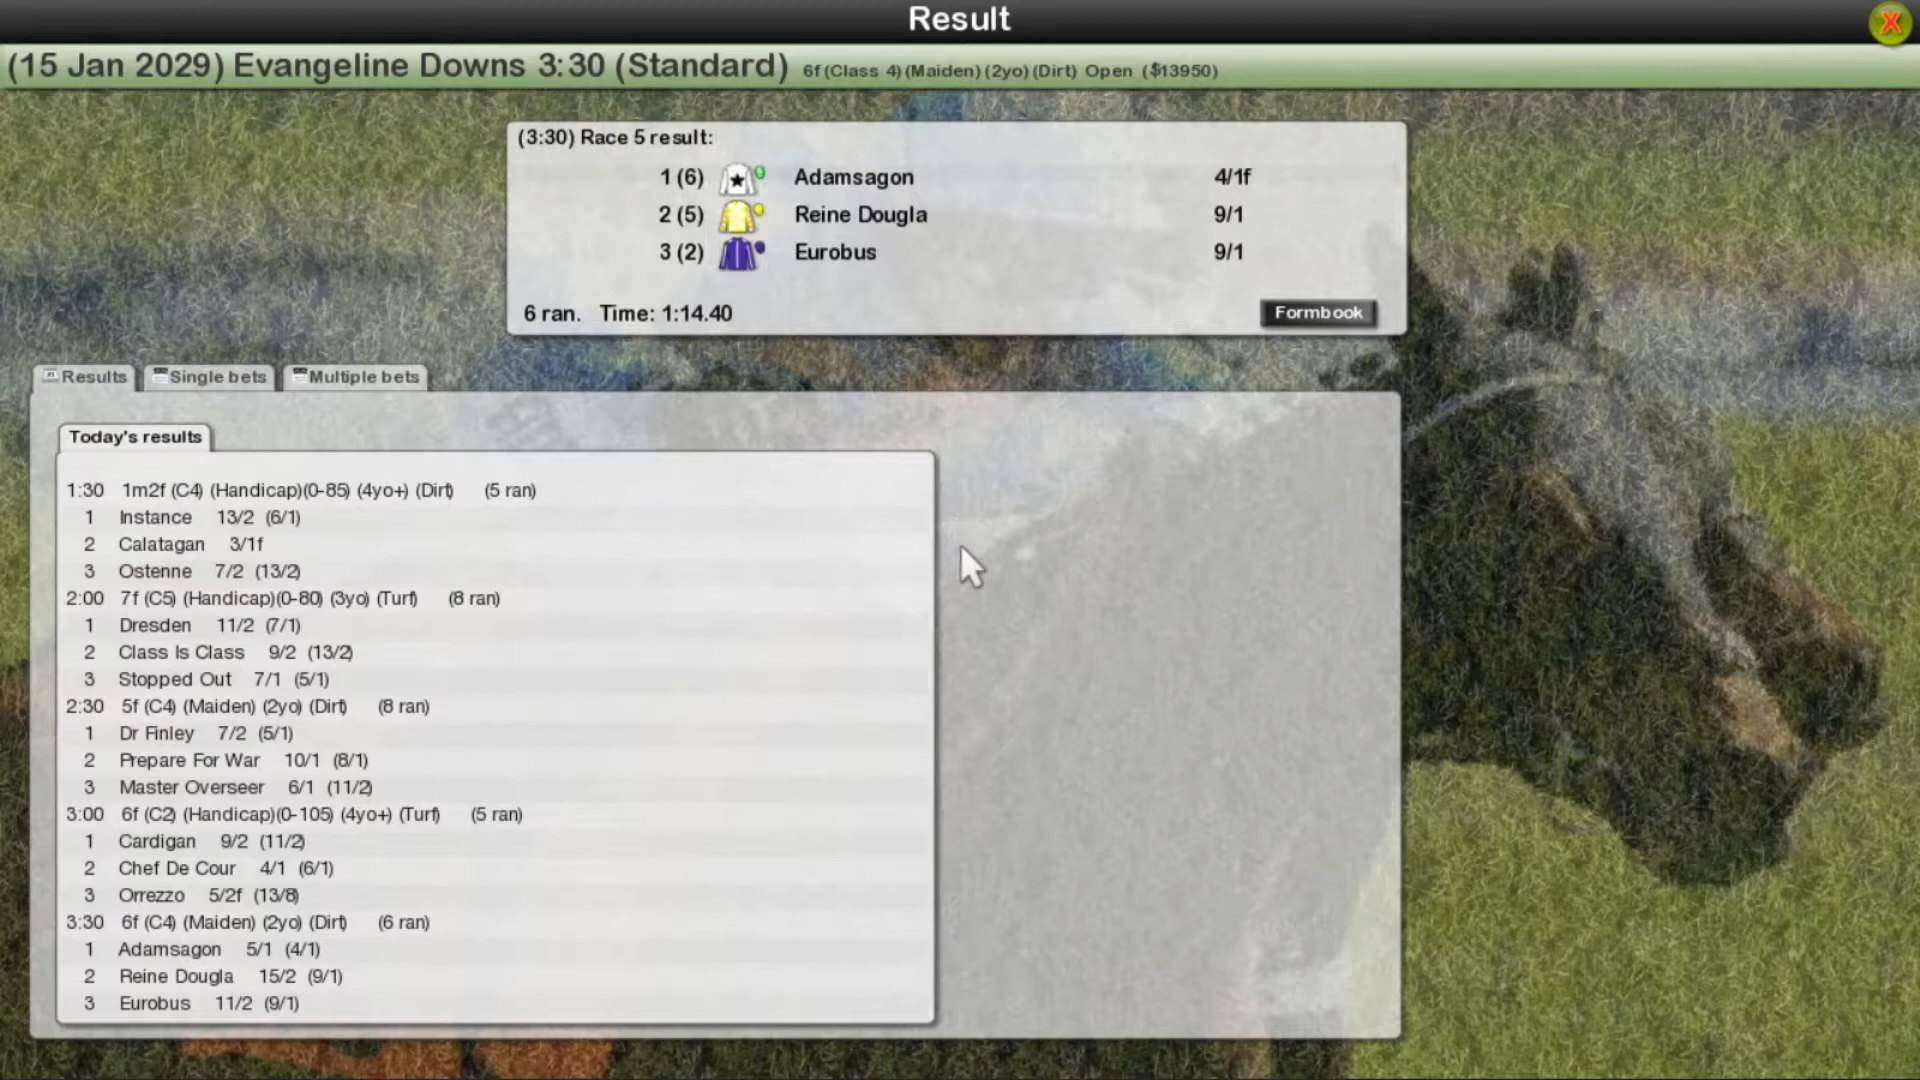 Result
X
(15 Jan 2029) Evangeline Downs 3:30 (Standard) 6f (Class 4) (Maiden) (2yo) (Dirt) Open ($13950)
(3:30) Race 5 result:
1 (6) Adamsagon 4/1f
2 (5) Reine Dougla 9/1
3 (2) Eurobus 9/1
6 ran. Time: 1:14.40 Formbook
Results Single bets Multiple bets
Today's results
1:30 1m2f (C4) (Handicap)(0-85) (4yo+) (Dirt) (5 ran)
1 Instance 13/2 (6/1)
2 Calatagan 3/1f
3 Ostenne 7/2 (13/2)
2:00 7f (C5) (Handicap)(0-80) (3yo) (Turf) (8 ran)
1 Dresden 11/2 (7/1)
2 Class Is Class 9/2 (13/2)
3 Stopped Out 7/1 (5/1)
2:30 5f (C4) (Maiden) (2yo) (Dirt) (8 ran)
1 Dr Finley 7/2 (5/1)
2 Prepare For War 10/1 (8/1)
3 Master Overseer 6/1 (11/2)
3:00 6f (C2) (Handicap)(0-105) (4yo+) (Turf) (5 ran)
1 Cardigan 9/2 (11/2)
2 Chef De Cour 4/1 (6/1)
3 Orrezzo 5/2f (13/8)
3:30 6f (C4) (Maiden) (2yo) (Dirt) (6 ran)
1 Adamsagon 5/1 (4/1)
2 Reine Dougla 15/2 (9/1)
3 Eurobus 11/2 (9/1)